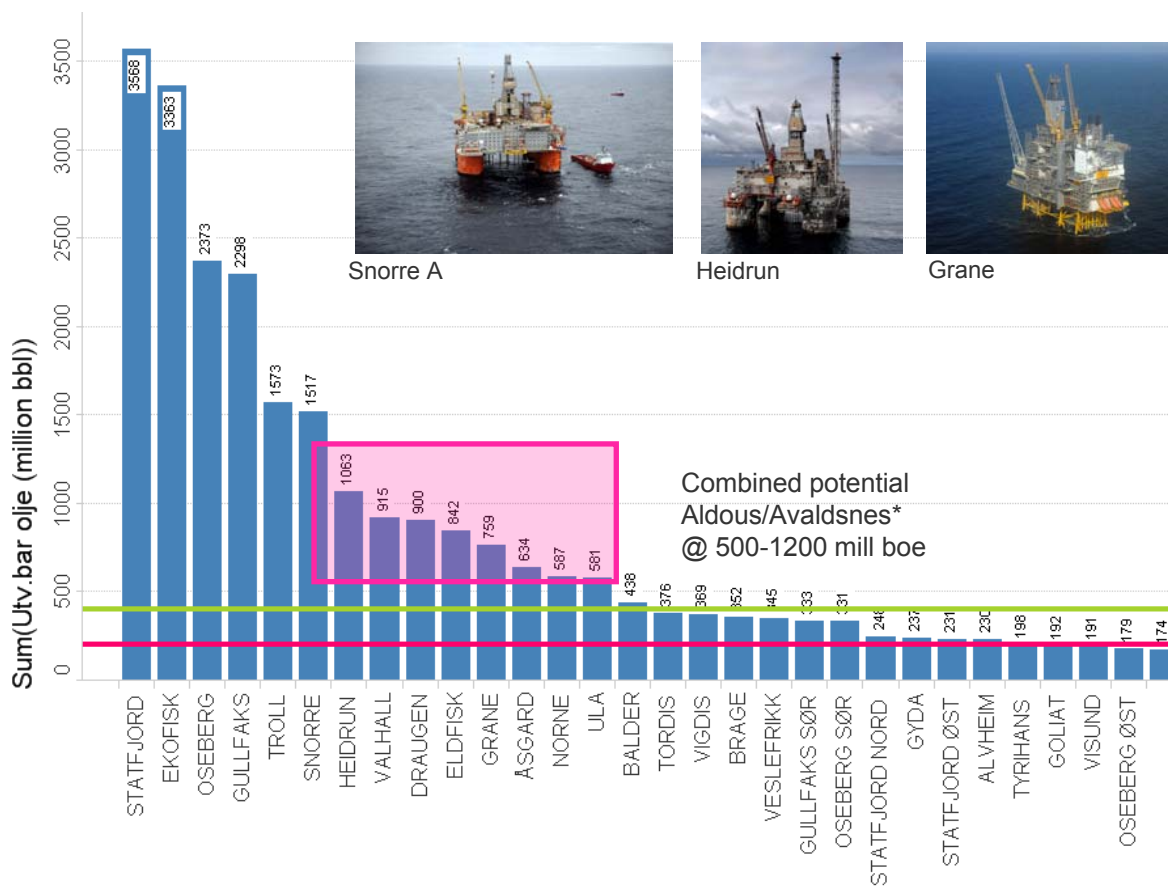 Sum(Utv.bar olje (million bbl))
3500
3000
2500
2000
1500
1000
500
0
3568
3363
2373
2298
1573
1517
1063
915
900
842
759
634
587
581
438
376
369
352
345
333
331
248
237
231
230
198
192
191
179
174
Snorre A
Heidrun
Grane
Combined potential
Aldous/Avaldsnes*
@ 500-1200 mill boe
STATFJORD
EKOFISK
OSEBERG
GULLFAKS
TROLL
SNORRE
HEIDRUN
VALHALL
DRAUGEN
ELDFISK
GRANE
ÅSGARD
NORNE
ULA
BALDER
TORDIS
VIGDIS
BRAGE
VESLEFRIKK
GULLFAKS SØR
OSEBERG SØR
STATFJORD NORD
GYDA
STATFJORD ØST
ALVHEIM
TYRIHANS
GOLIAT
VISUND
OSEBERG ØST